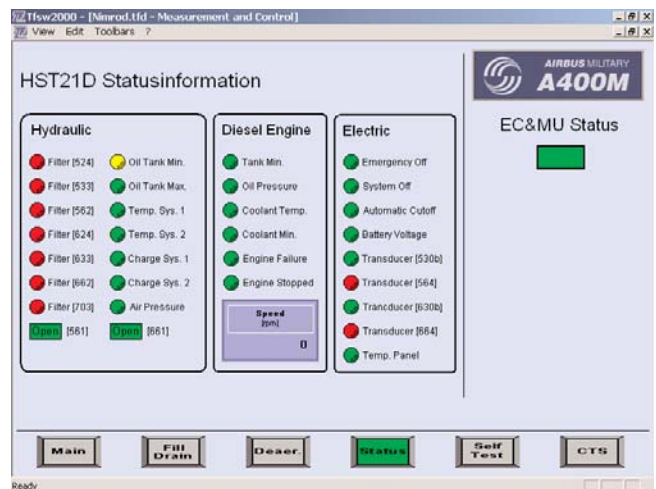 Tfsw2000 - [Nimrod.tfd - Measurement and Control]
View Edit Toolbars ?
HST21D Statusinformation
AIRBUS MILITARY
A400M
EC&MU Status
Hydraulic
Filter [524]
Filter [533]
Filter [562]
Filter [624]
Filter [633]
Filter [662]
Filter [703]
Open [561]
Oil Tank Min.
Oil Tank Max.
Temp. Sys. 1
Temp. Sys. 2
Charge Sys. 1
Charge Sys. 2
Air Pressure
Open [661]
Diesel Engine
Tank Min.
Oil Pressure
Coolant Temp.
Coolant Min.
Engine Failure
Engine Stopped
Speed
[rpm]
0
Electric
Emergency Off
System Off
Automatic Cutoff
Battery Voltage
Transducer [530b]
Transducer [564]
Transducer [630b]
Transducer [664]
Temp. Panel
Main
Fill
Drain
Deaer.
Status
Self
Test
CTS
Ready